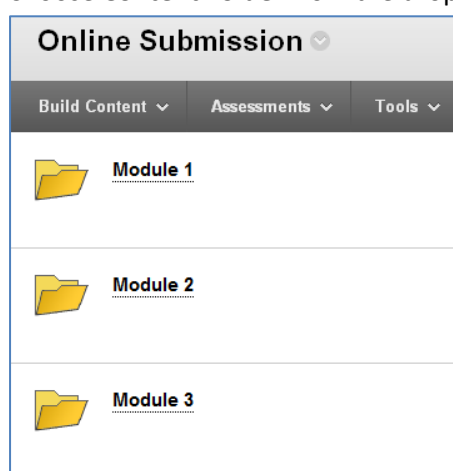 Online Submission
Build Content Assessments Tools
Module 1
Module 2
Module 3